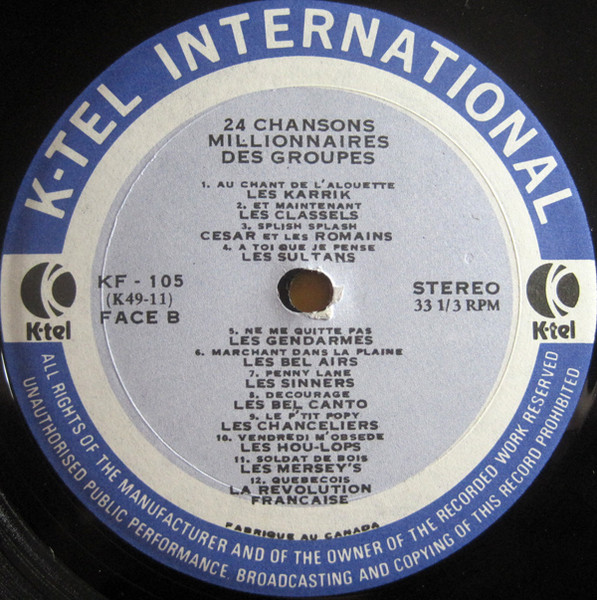 K-TEL INTERNATIONAL
24 CHANSONS
MILLIONNAIRES
DES GROUPES
1. AU CHANT DE L'ALOUETTE
LES KARRIK
2. ET MAINTENANT
LES CLASSELS
3. SPLISH SPLASH
CESAR ET LES ROMAINS
4. A TOI QUE JE PENSE
LES SULTANS
K-tel
KF - 105
(K49-11)
FACE B
STEREO
33 1/3 RPM
K-tel
5. NE ME QUITTE PAS
LES GENDARMES
6. MARCHANT DANS LA PLAINE
LES BEL AIRS
7. PENNY LANE
LES SINNERS
8. DECOURAGE
LES BEL CANTO
9. LE P'TIT POPY
LES CHANCELIERS
10. VENDREDI M'OBSEDE
LES HOU-LOPS
11. SOLDAT DE BOIS
LES MERSEY'S
12. QUEBECOIS
LA REVOLUTION
FRANCAISE
FABRIQUE AU CANADA
ALL RIGHTS OF THE MANUFACTURER AND OF THE OWNER OF THE RECORDED WORK RESERVED
UNAUTHORISED PUBLIC PERFORMANCE, BROADCASTING AND COPYING OF THIS RECORD PROHIBITED